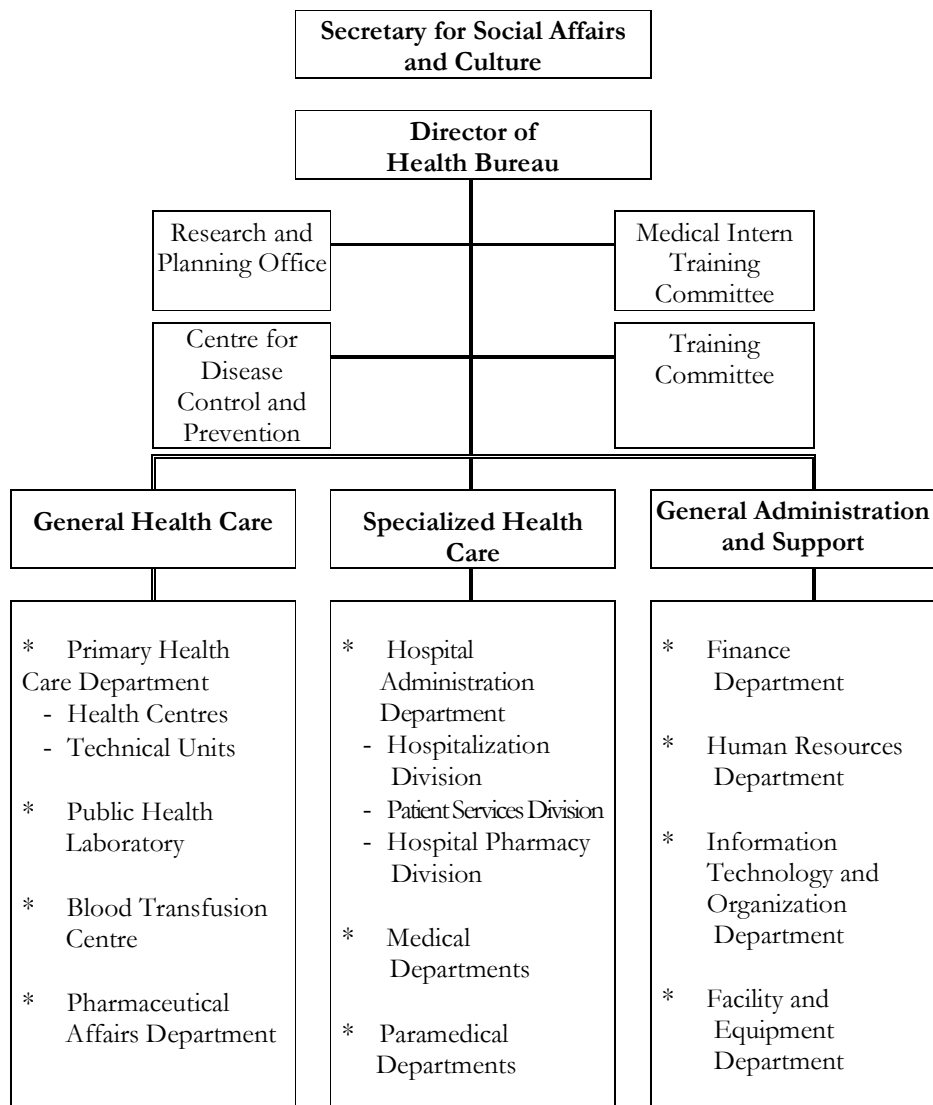 Secretary for Social Affairs
and Culture
Director of
Health Bureau
Research and
Planning Office
Medical Intern
Training
Committee
Centre for
Disease
Control and
Prevention
Training
Committee
General Health Care
Specialized Health
Care
General Administration
and Support
* Primary Health
Care Department
- Health Centres
- Technical Units
* Public Health
Laboratory
* Blood Transfusion
Centre
* Pharmaceutical
Affairs Department
* Hospital
Administration
Department
- Hospitalization
Division
- Patient Services Division
- Hospital Pharmacy
Division
* Medical
Departments
* Paramedical
Departments
* Finance
Department
* Human Resources
Department
* Information
Technology and
Organization
Department
* Facility and
Equipment
Department